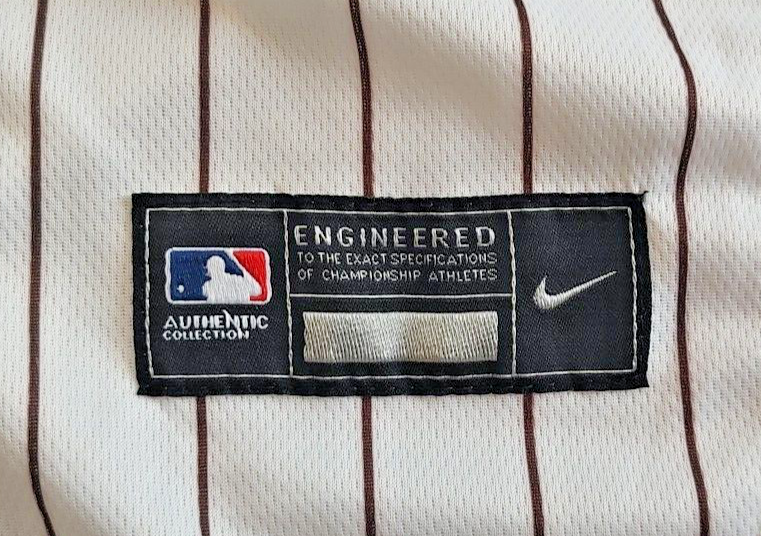 ENGINEERED
TO THE EXACT SPECIFICATIONS
OF CHAMPIONSHIP ATHLETES
AUTHENTIC
COLLECTION